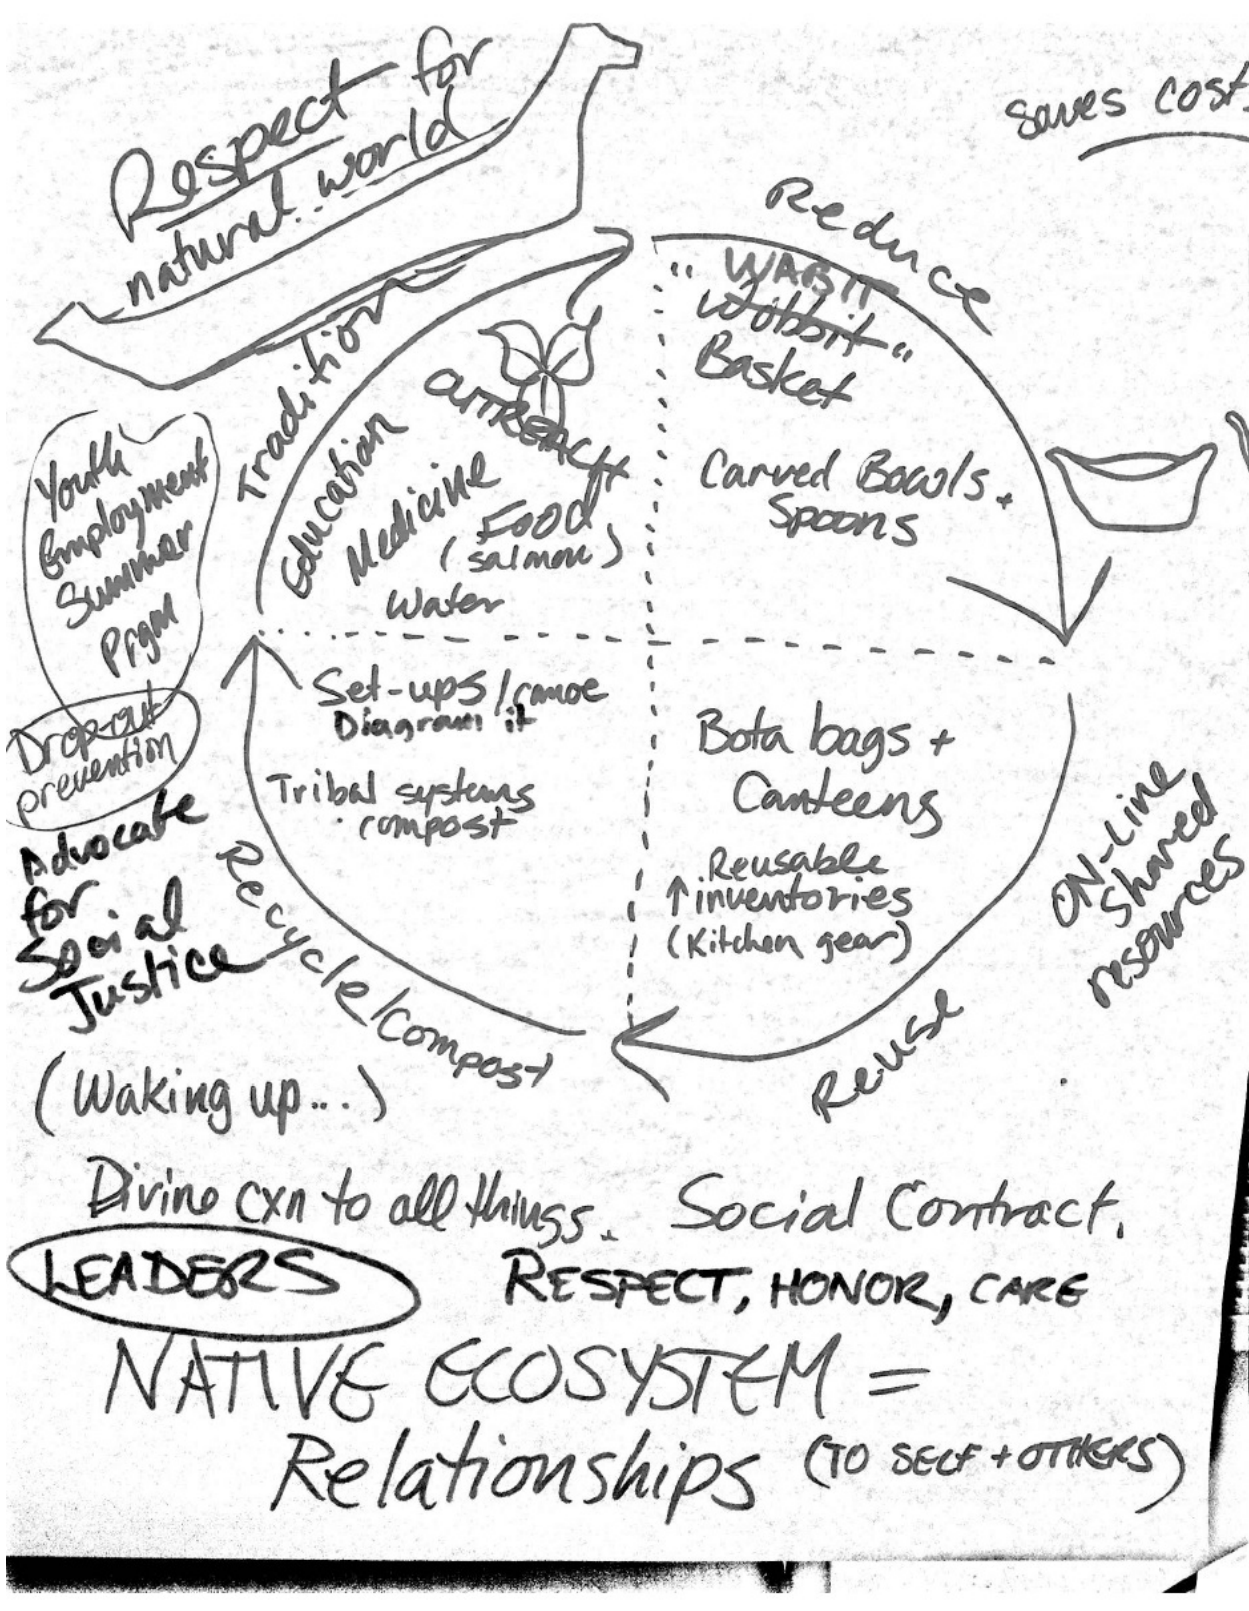 Respect for
natural world
saves cost
Reduce
"WABIT
Wobbit"
Basket
Carved Bowls +
Spoons
Tradition
Education
OUTREACH
Medicine
Food
(salmon)
Water
Youth
Employment
Summer
Prgm
Drop-out
prevention
Advocate
for
Social
Justice
(Waking up...)
Set-ups/canoe
Diagram it
Tribal systems
compost
Recycle/Compost
Bota bags +
Canteens
Reusable
↑ inventories
(Kitchen gear)
Reuse
ON-Line
Shared
resources
Divine cxn to all things. Social Contract.
LEADERS RESPECT, HONOR, CARE
NATIVE ECOSYSTEM =
Relationships (TO SELF + OTHERS)